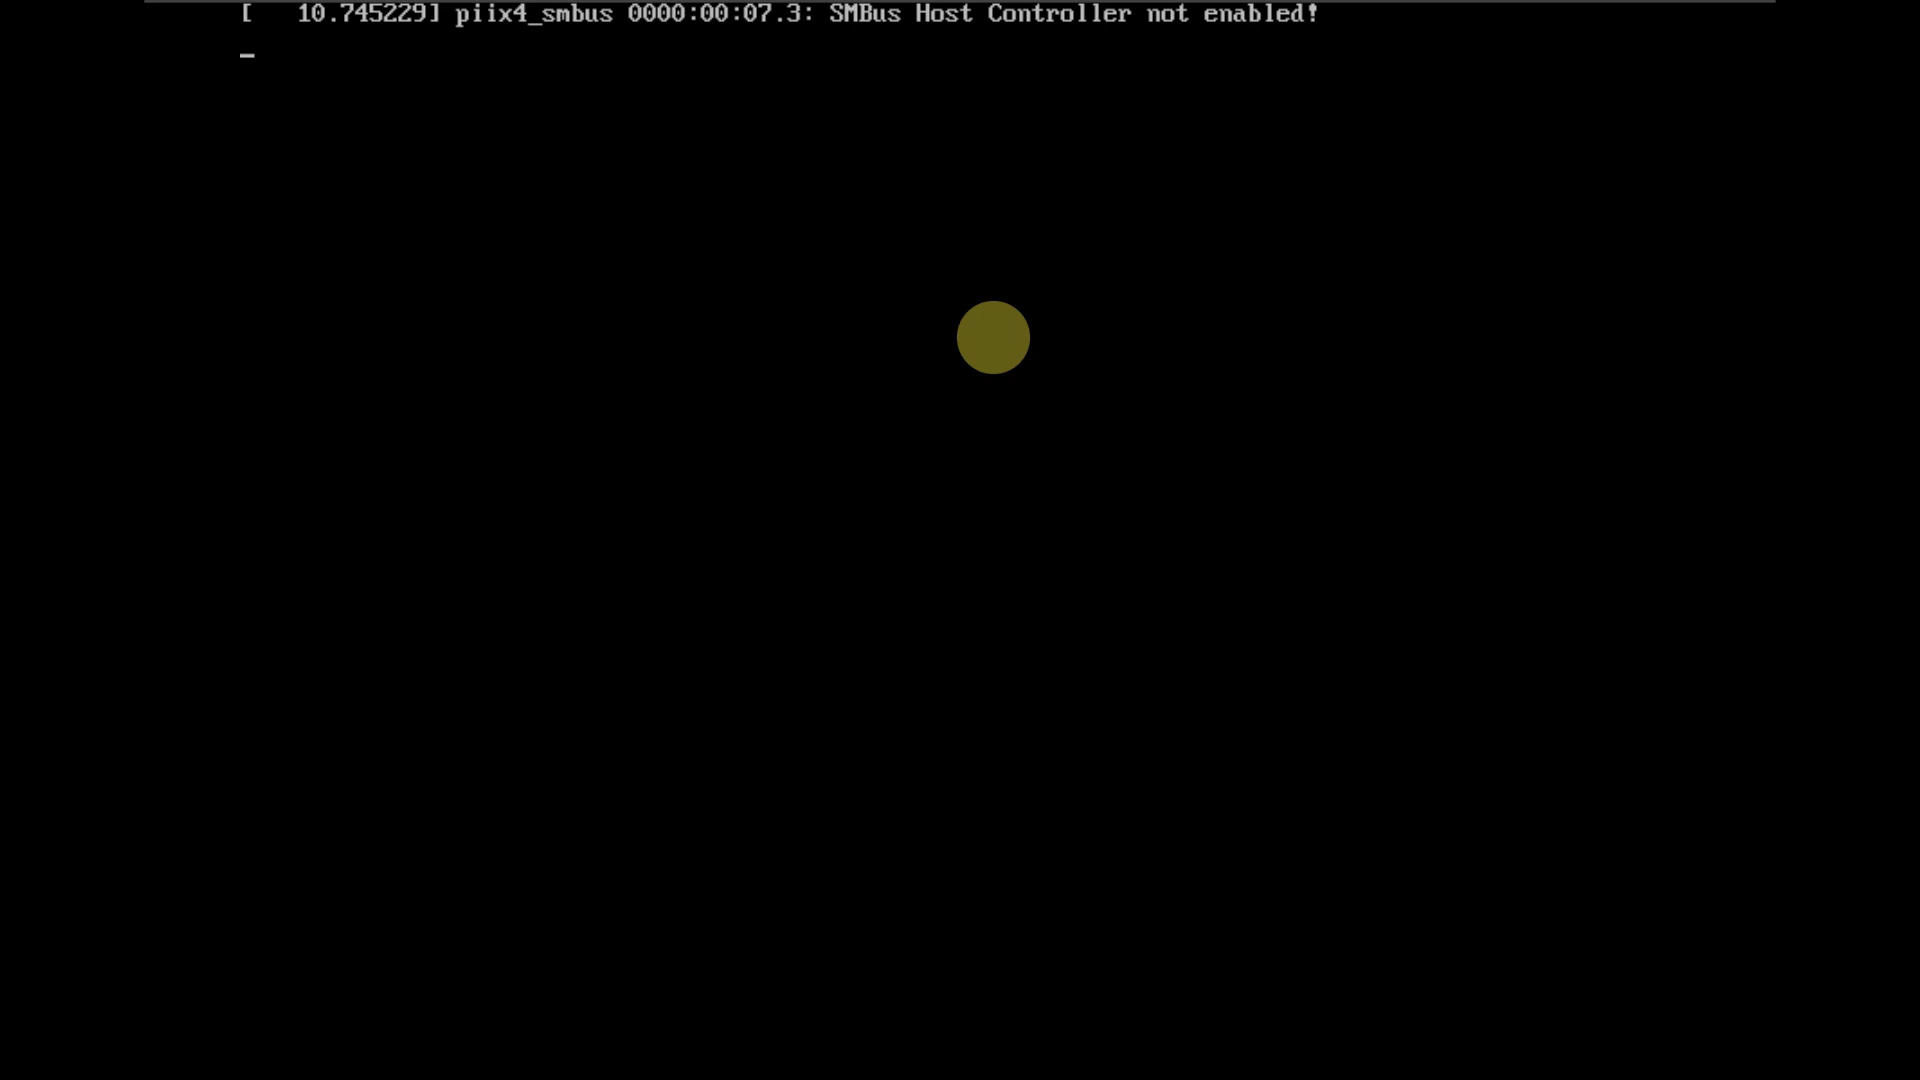 [   10.745229] piix4_smbus 0000:00:07.3: SMBus Host Controller not enabled!